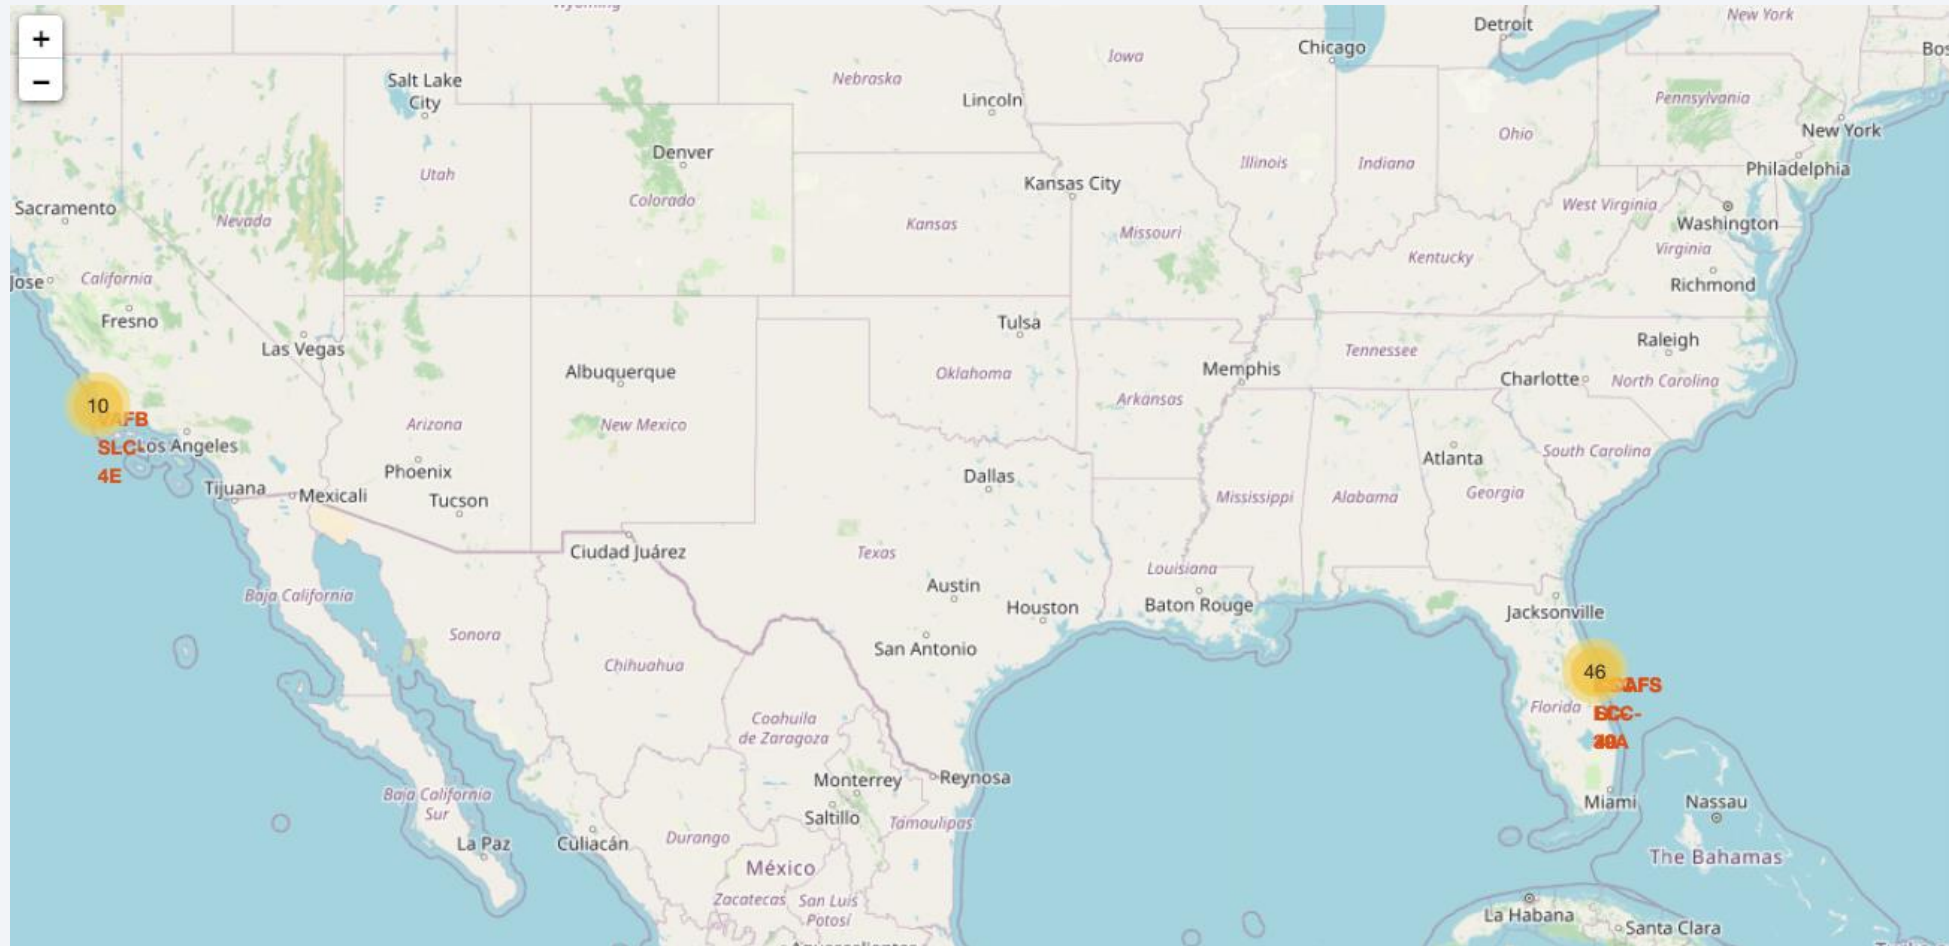 Wyoming
New York
Detroit
+
Chicago
Iowa
Nebraska
Salt Lake
City
−
Lincoln
Pennsylvania
New York
Ohio
Denver
Illinois
Indiana
Philadelphia
Utah
Kansas City
Colorado
Sacramento
West Virginia
Nevada
Kansas
Missouri
Washington
Virginia
Kentucky
California
Jose
Richmond
Fresno
Tulsa
Raleigh
Las Vegas
Tennessee
Albuquerque
Oklahoma
Memphis
Charlotte
North Carolina
Arkansas
10
VAFB
Arizona
New Mexico
SLC-
Los Angeles
4E
South Carolina
Atlanta
Phoenix
Dallas
Tijuana
Mexicali
Tucson
Mississippi
Alabama
Georgia
Ciudad Juárez
Texas
Louisiana
Austin
Baja California
Houston
Baton Rouge
Jacksonville
Sonora
San Antonio
Chihuahua
46
Florida
Coahuila
de Zaragoza
Monterrey
Reynosa
Baja California
Sur
Miami
Nassau
Saltillo
Tamaulipas
La Paz
Culiacán
Durango
México
The Bahamas
Zacatecas
San Luis
Potosí
La Habana
Santa Clara